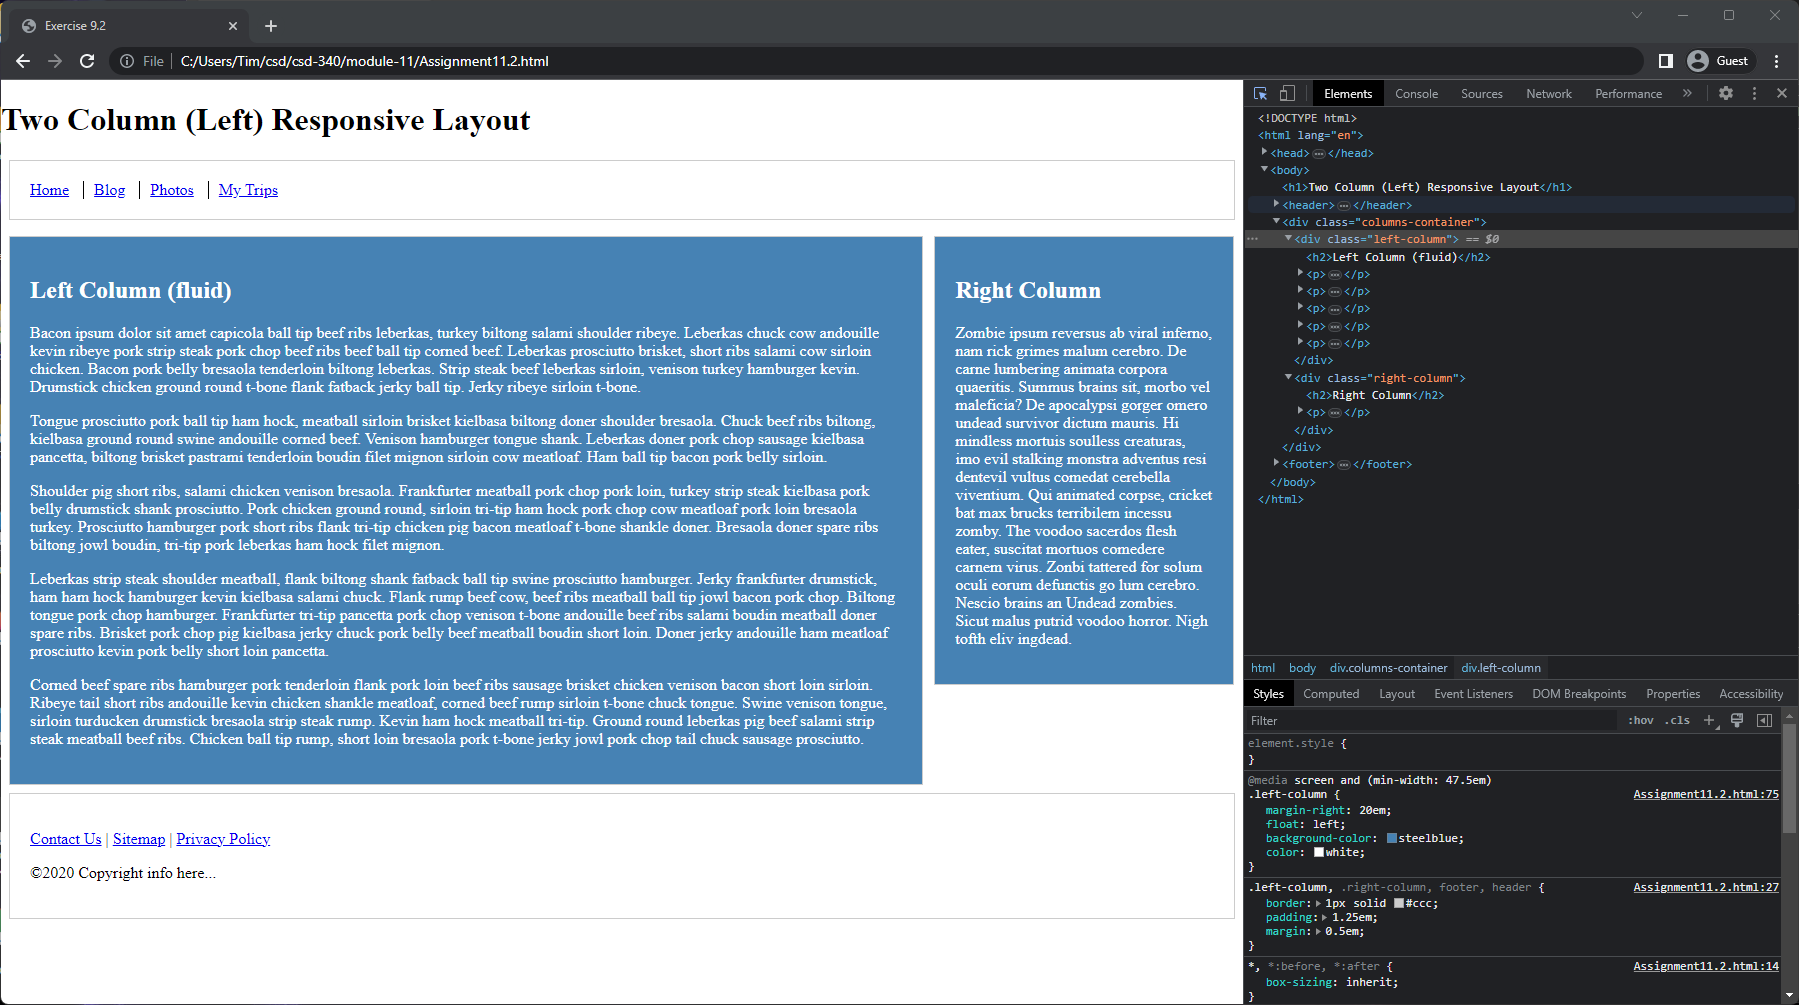 Exercise 9.2
File C:/Users/Tim/csd/csd-340/module-11/Assignment11.2.html
Guest
Two Column (Left) Responsive Layout
Home
Blog
Photos
My Trips
Left Column (fluid)
Bacon ipsum dolor sit amet capicola ball tip beef ribs leberkas, turkey biltong salami shoulder ribeye. Leberkas chuck cow andouille
kevin ribeye pork strip steak pork chop beef ribs beef ball tip corned beef. Leberkas prosciutto brisket, short ribs salami cow sirloin
chicken. Bacon pork belly bresaola tenderloin biltong leberkas. Strip steak beef leberkas sirloin, venison turkey hamburger kevin.
Drumstick chicken ground round t-bone flank fatback jerky ball tip. Jerky ribeye sirloin t-bone.
Tongue prosciutto pork ball tip ham hock, meatball sirloin brisket kielbasa biltong doner shoulder bresaola. Chuck beef ribs biltong,
kielbasa ground round swine andouille corned beef. Venison hamburger tongue shank. Leberkas doner pork chop sausage kielbasa
pancetta, biltong brisket pastrami tenderloin boudin filet mignon sirloin cow meatloaf. Ham ball tip bacon pork belly sirloin.
Shoulder pig short ribs, salami chicken venison bresaola. Frankfurter meatball pork chop pork loin, turkey strip steak kielbasa pork
belly drumstick shank prosciutto. Pork chicken ground round, sirloin tri-tip ham hock pork chop cow meatloaf pork loin bresaola
turkey. Prosciutto hamburger pork short ribs flank tri-tip chicken pig bacon meatloaf t-bone shankle doner. Bresaola doner spare ribs
biltong jowl boudin, tri-tip pork leberkas ham hock filet mignon.
Leberkas strip steak shoulder meatball, flank biltong shank fatback ball tip swine prosciutto hamburger. Jerky frankfurter drumstick,
ham ham hock hamburger kevin kielbasa salami chuck. Flank rump beef cow, beef ribs meatball ball tip jowl bacon pork chop. Biltong
tongue pork chop hamburger. Frankfurter tri-tip pancetta pork chop venison t-bone andouille beef ribs salami boudin meatball doner
spare ribs. Brisket pork chop pig kielbasa jerky chuck pork belly beef meatball boudin short loin. Doner jerky andouille ham meatloaf
prosciutto kevin pork belly short loin pancetta.
Corned beef spare ribs hamburger pork tenderloin flank pork loin beef ribs sausage brisket chicken venison bacon short loin sirloin.
Ribeye tail short ribs andouille kevin chicken shankle meatloaf, corned beef rump sirloin t-bone chuck tongue. Swine venison tongue,
sirloin turducken drumstick bresaola strip steak rump. Kevin ham hock meatball tri-tip. Ground round leberkas pig beef salami strip
steak meatball beef ribs. Chicken ball tip rump, short loin bresaola pork t-bone jerky jowl pork chop tail chuck sausage prosciutto.
Right Column
Zombie ipsum reversus ab viral inferno,
nam rick grimes malum cerebro. De
carne lumbering animata corpora
quaeritis. Summus brains sit, morbo vel
maleficia? De apocalypsi gorger omero
undead survivor dictum mauris. Hi
mindless mortuis soulless creaturas,
imo evil stalking monstra adventus resi
dentevil vultus comedat cerebella
viventium. Qui animated corpse, cricket
bat max brucks terribilem incessu
zomby. The voodoo sacerdos flesh
eater, suscitat mortuos comedere
carnem virus. Zonbi tattered for solum
oculi eorum defunctis go lum cerebro.
Nescio brains an Undead zombies.
Sicut malus putrid voodoo horror. Nigh
tofth eliv ingdead.
Contact Us | Sitemap | Privacy Policy
©2020 Copyright info here...
Elements Console Sources Network Performance »
<!DOCTYPE html>
<html lang="en">
<head> ⋯ </head>
<body>
<h1>Two Column (Left) Responsive Layout</h1>
<header> ⋯ </header>
<div class="columns-container">
<div class="left-column"> == $0
<h2>Left Column (fluid)</h2>
<p> ⋯ </p>
<p> ⋯ </p>
<p> ⋯ </p>
<p> ⋯ </p>
<p> ⋯ </p>
</div>
<div class="right-column">
<h2>Right Column</h2>
<p> ⋯ </p>
</div>
</div>
<footer> ⋯ </footer>
</body>
</html>
html body div.columns-container div.left-column
Styles Computed Layout Event Listeners DOM Breakpoints Properties Accessibility
Filter :hov .cls
element.style {
}
@media screen and (min-width: 47.5em)
.left-column { Assignment11.2.html:75
margin-right: 20em;
float: left;
background-color: steelblue;
color: white;
}
.left-column, .right-column, footer, header { Assignment11.2.html:27
border: 1px solid #ccc;
padding: 1.25em;
margin: 0.5em;
}
*, *:before, *:after { Assignment11.2.html:14
box-sizing: inherit;
}